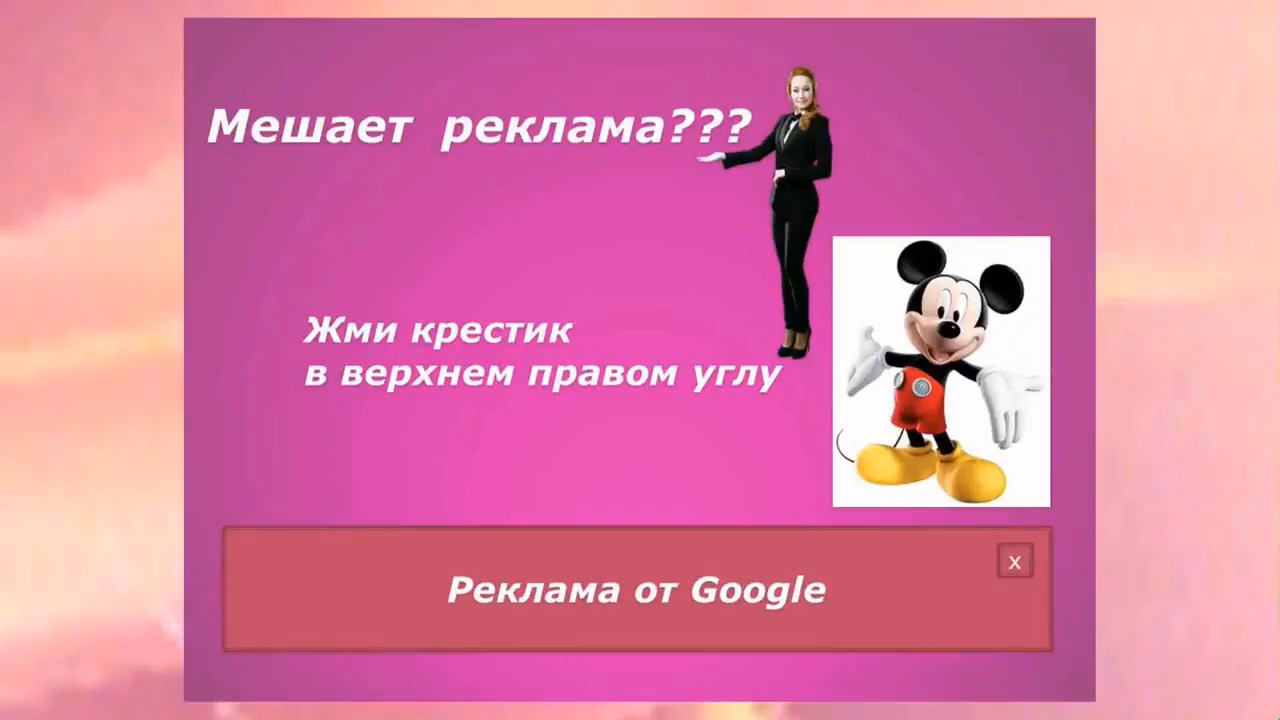 Мешает реклама???
Жми крестик
в верхнем правом углу
x
Реклама от Google